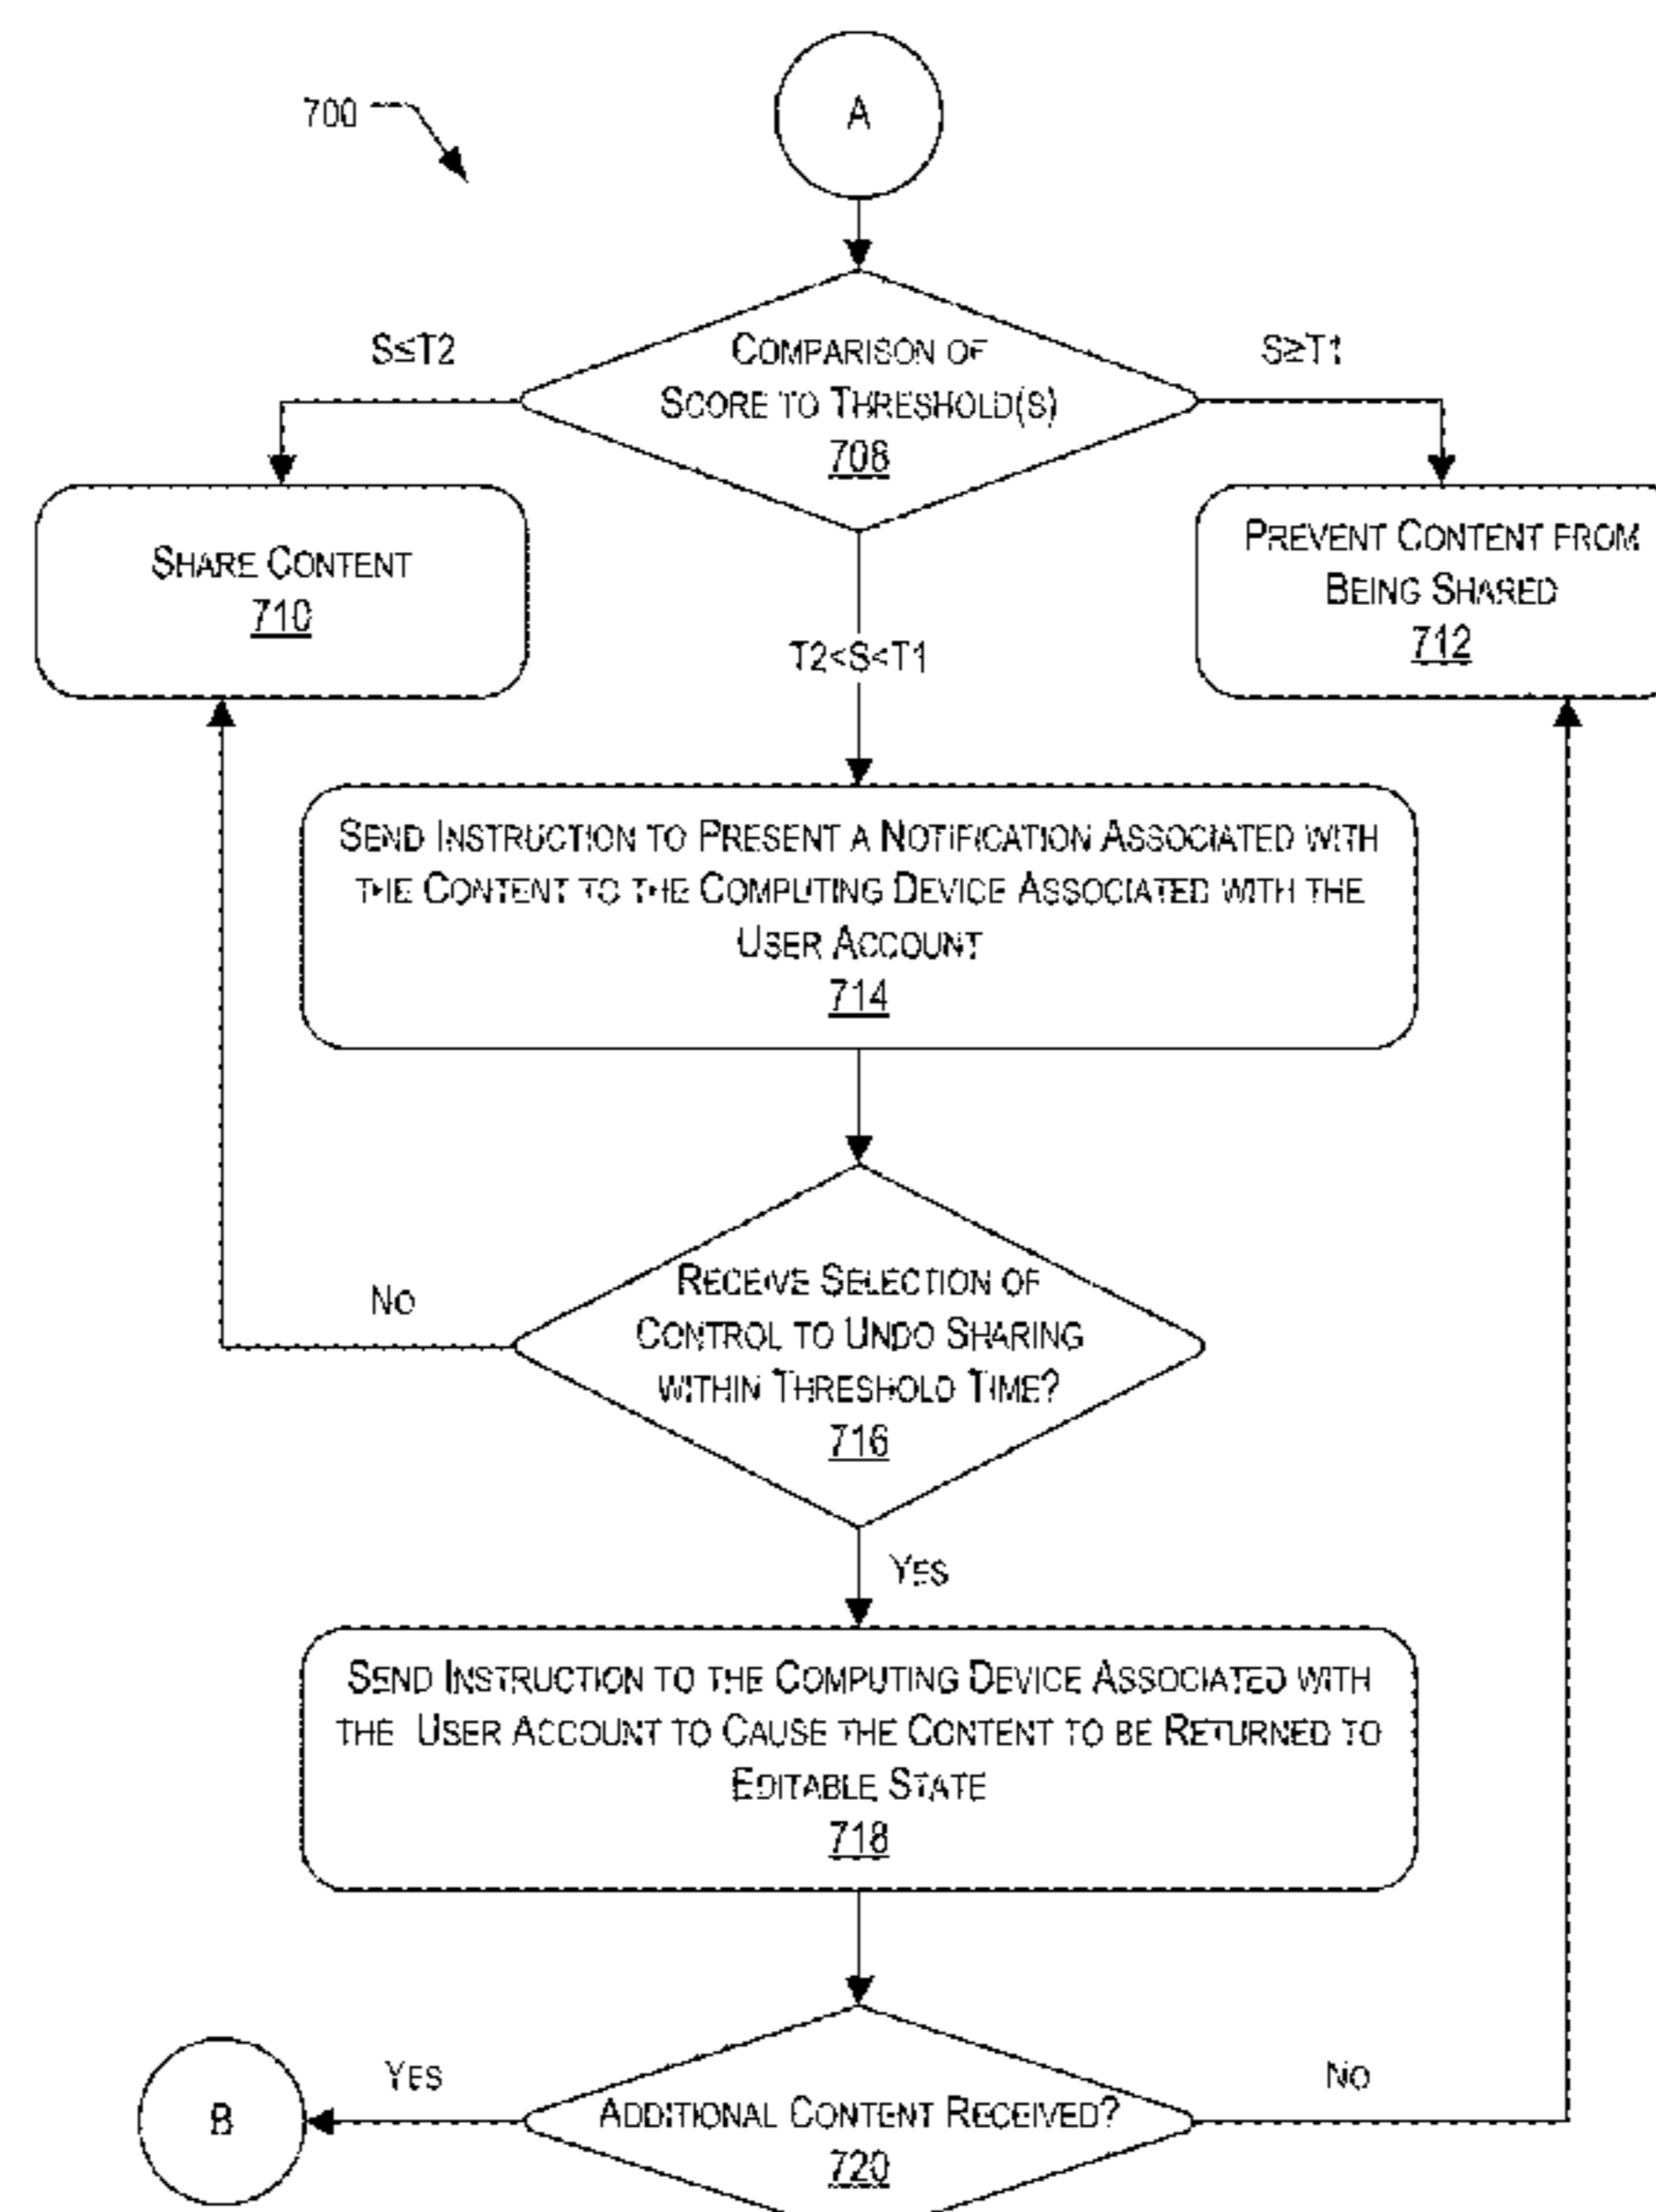 700
A
S≤T2
COMPARISON OF
SCORE TO THRESHOLD(S)
708
S≥T1
SHARE CONTENT
710
PREVENT CONTENT FROM
BEING SHARED
712
T2<S<T1
SEND INSTRUCTION TO PRESENT A NOTIFICATION ASSOCIATED WITH
THE CONTENT TO THE COMPUTING DEVICE ASSOCIATED WITH THE
USER ACCOUNT
714
RECEIVE SELECTION OF
CONTROL TO UNDO SHARING
WITHIN THRESHOLD TIME?
716
NO
YES
SEND INSTRUCTION TO THE COMPUTING DEVICE ASSOCIATED WITH
THE USER ACCOUNT TO CAUSE THE CONTENT TO BE RETURNED TO
EDITABLE STATE
718
B
YES
ADDITIONAL CONTENT RECEIVED?
720
NO